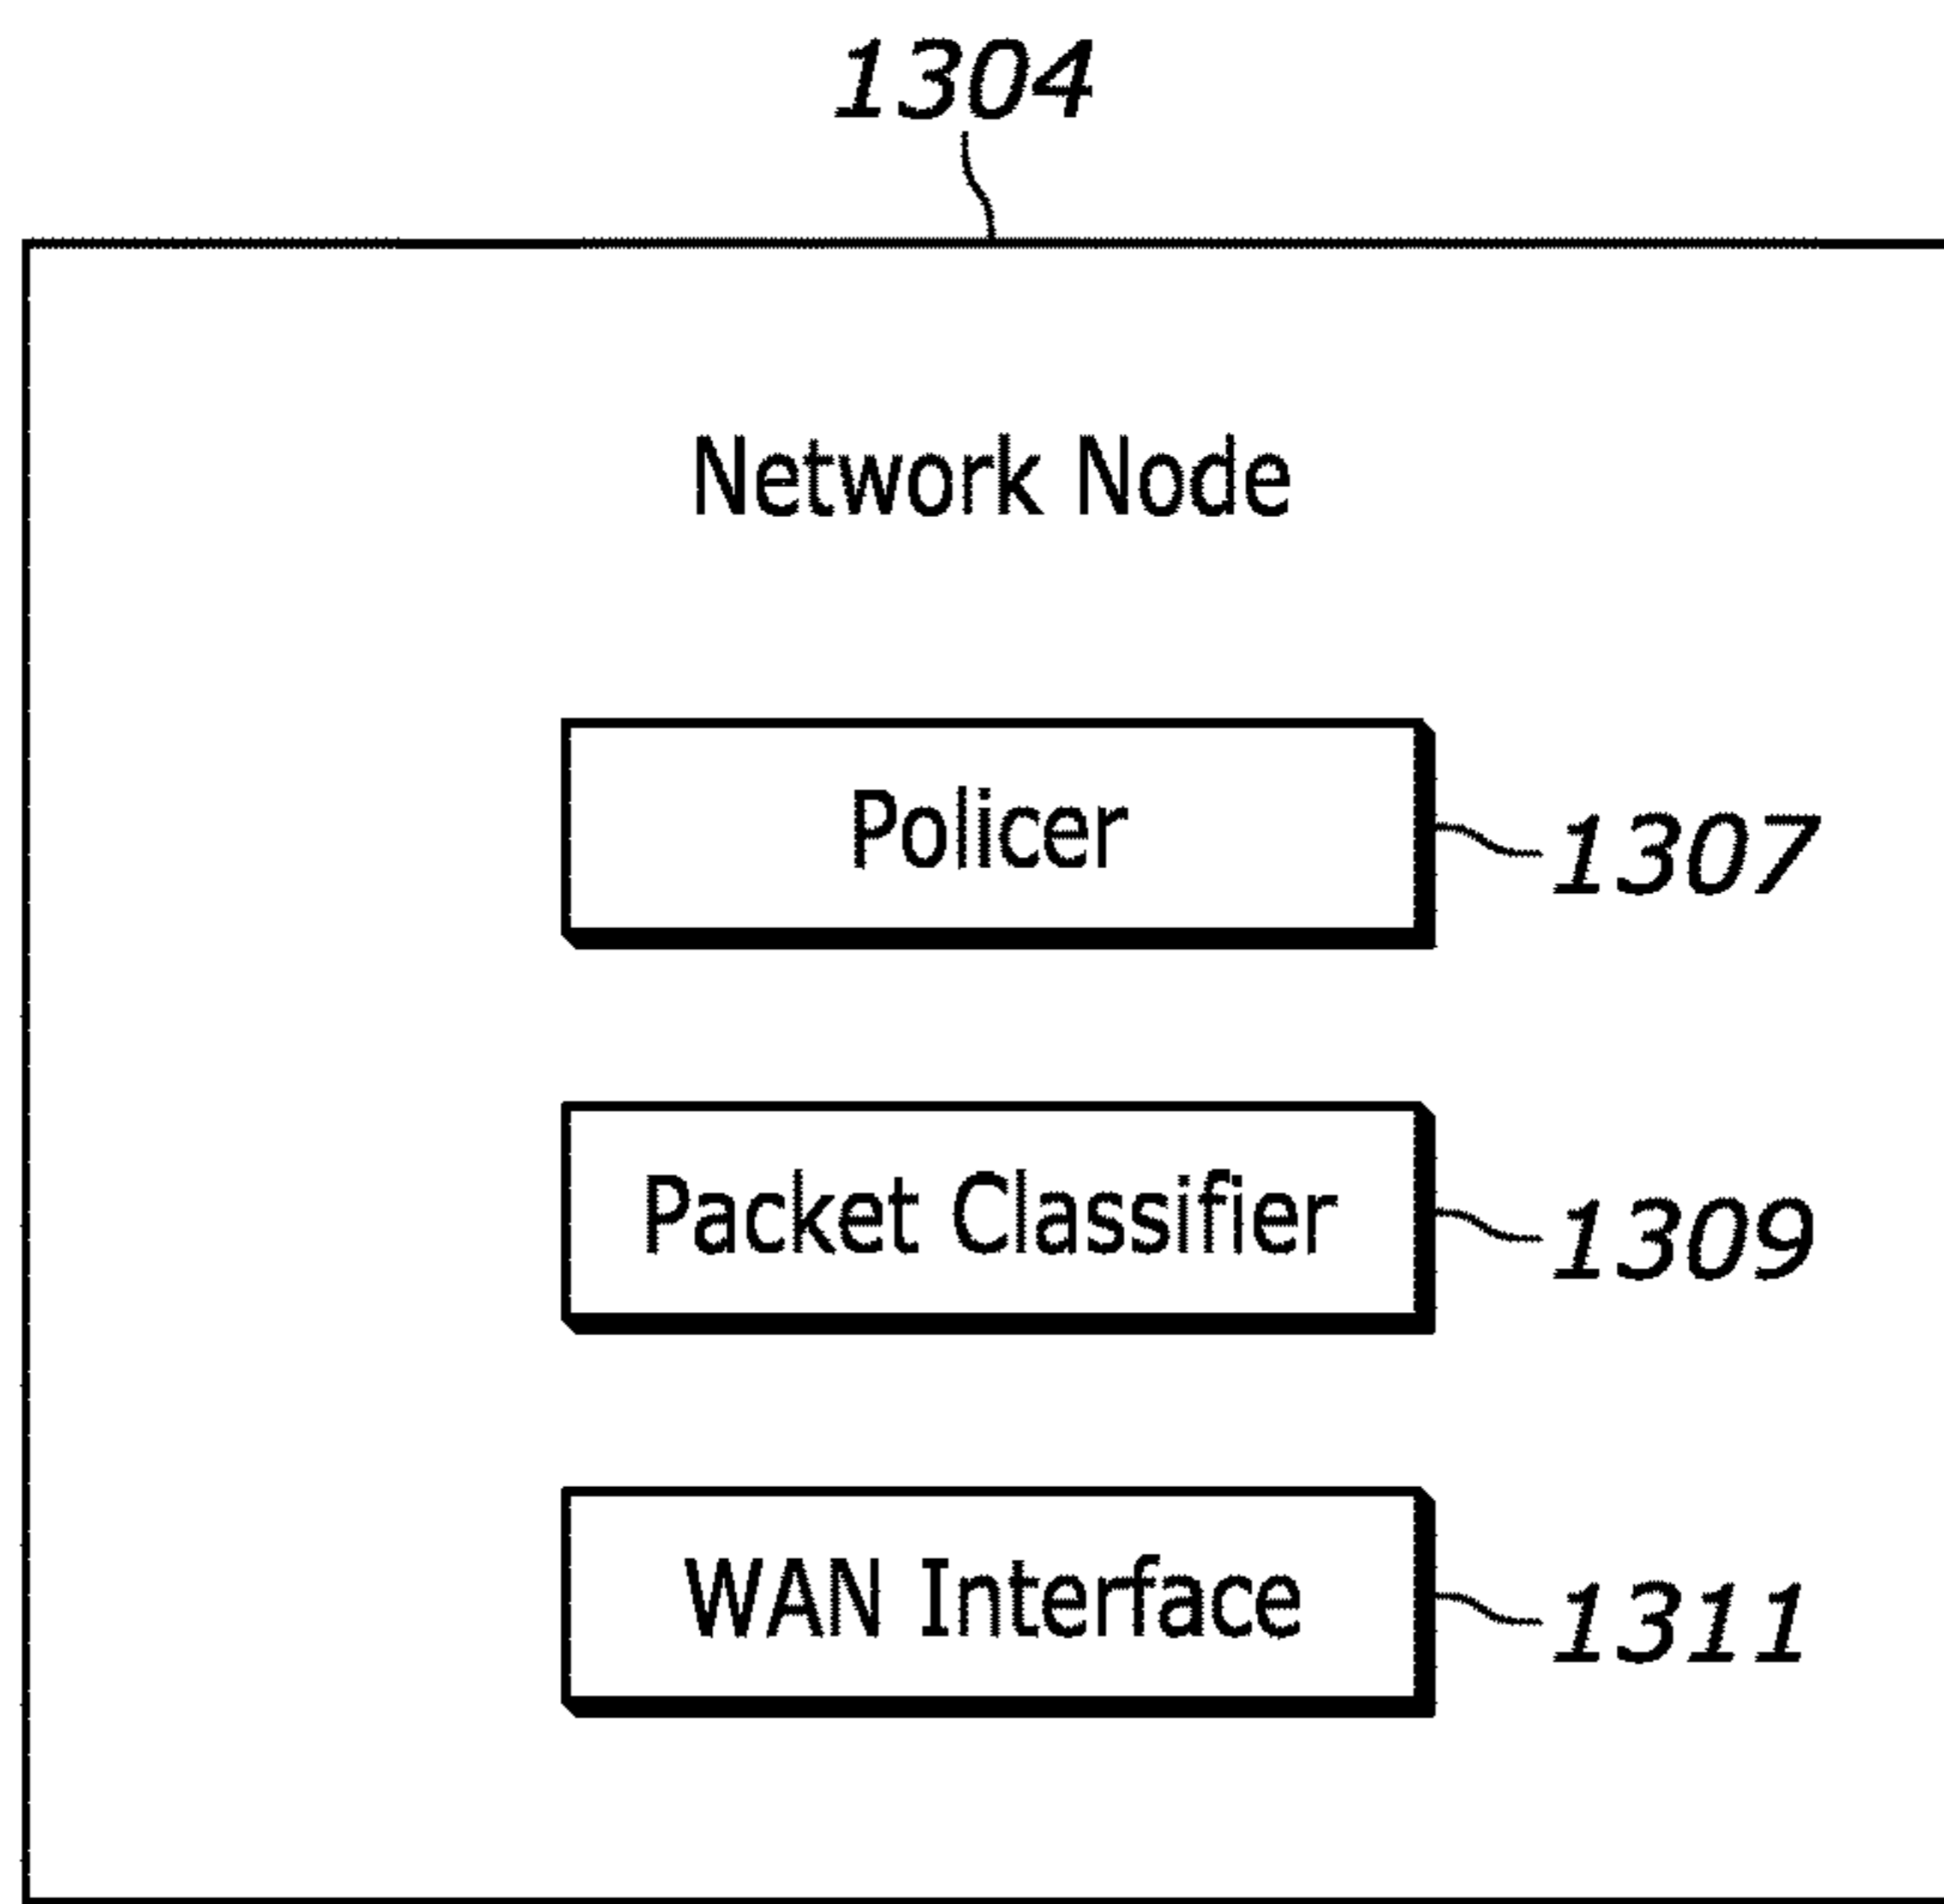 1304
Network Node
Policer
1307
Packet Classifier
1309
WAN Interface
1311